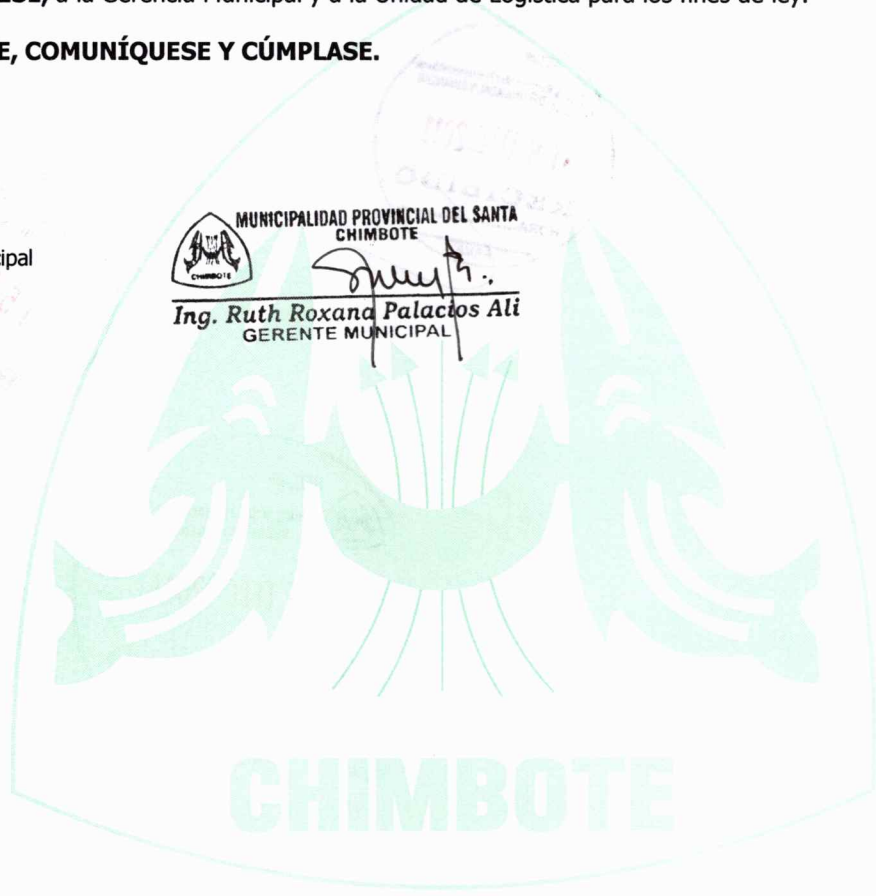 a la Gerencia Municipal y a la Unidad de Logística para los fines de ley.
E, COMUNÍQUESE Y CÚMPLASE.
MUNICIPALIDAD PROVINCIAL DEL SANTA
CHIMBOTE
CHIMBOTE
cipal
Ing. Ruth Roxana Palacios Ali
GERENTE MUNICIPAL
CHIMBOTE